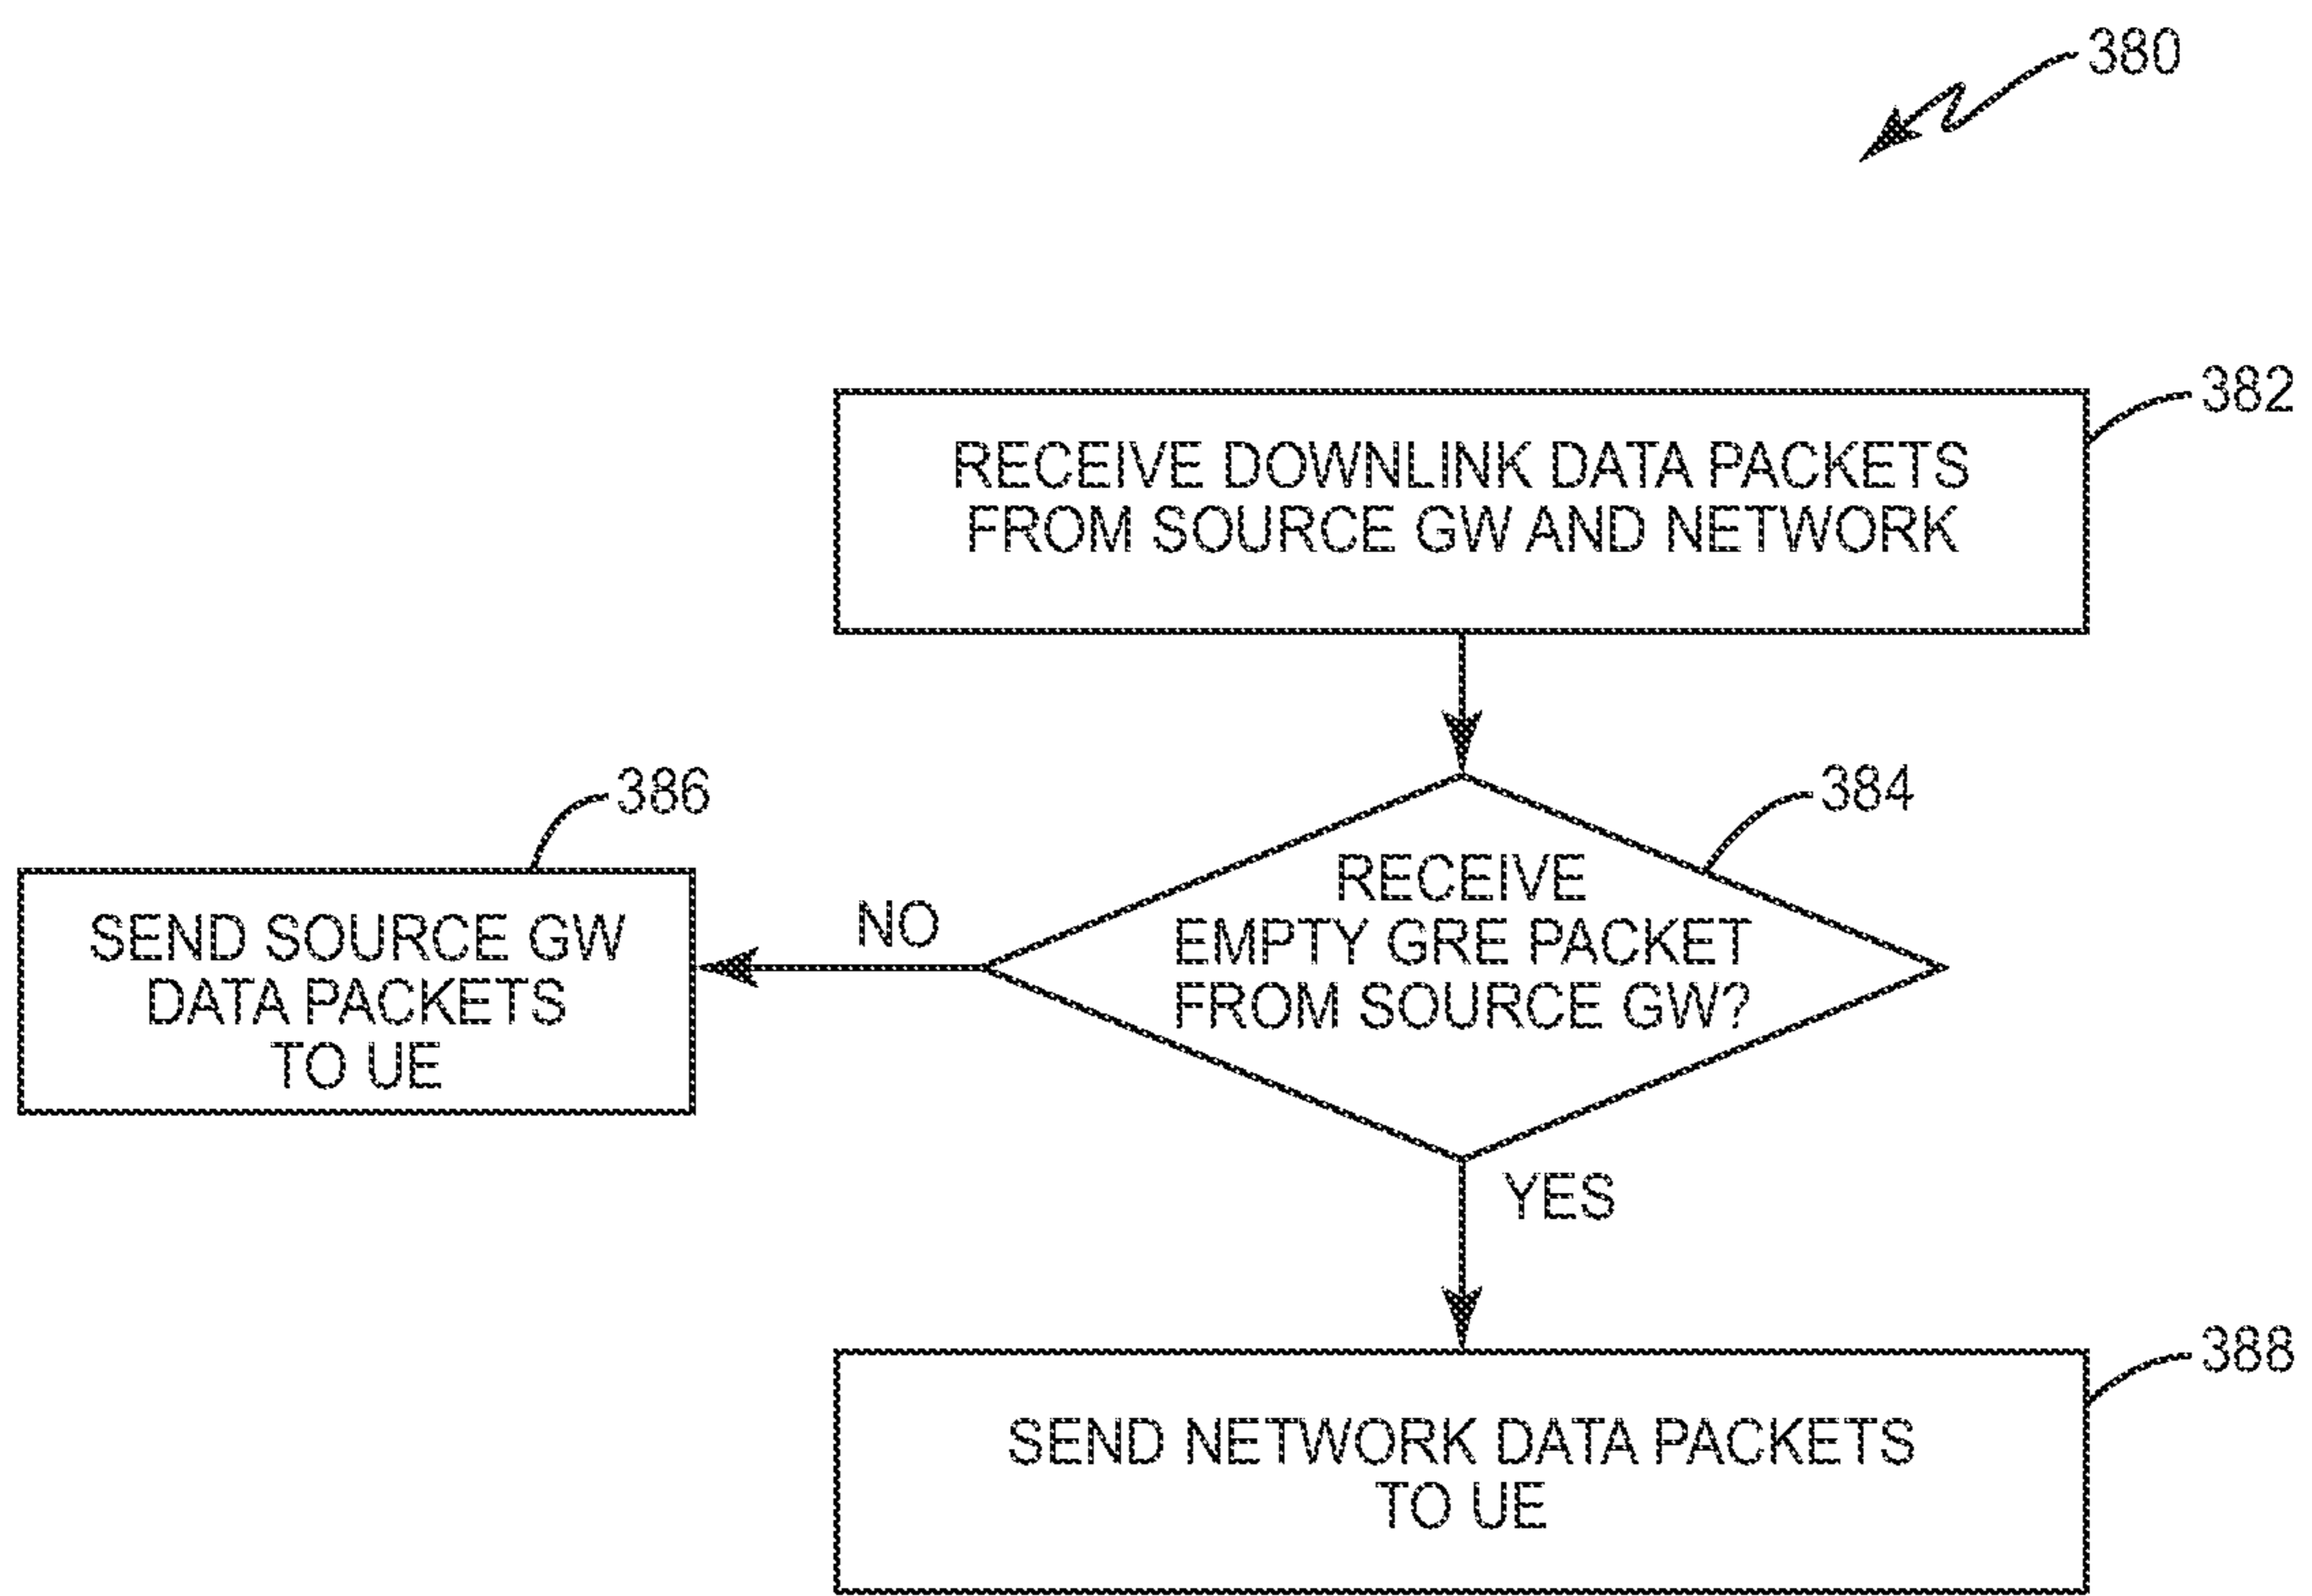 380
382
RECEIVE DOWNLINK DATA PACKETS
FROM SOURCE GW AND NETWORK
384
RECEIVE
EMPTY GRE PACKET
FROM SOURCE GW?
NO
386
SEND SOURCE GW
DATA PACKETS
TO UE
YES
388
SEND NETWORK DATA PACKETS
TO UE